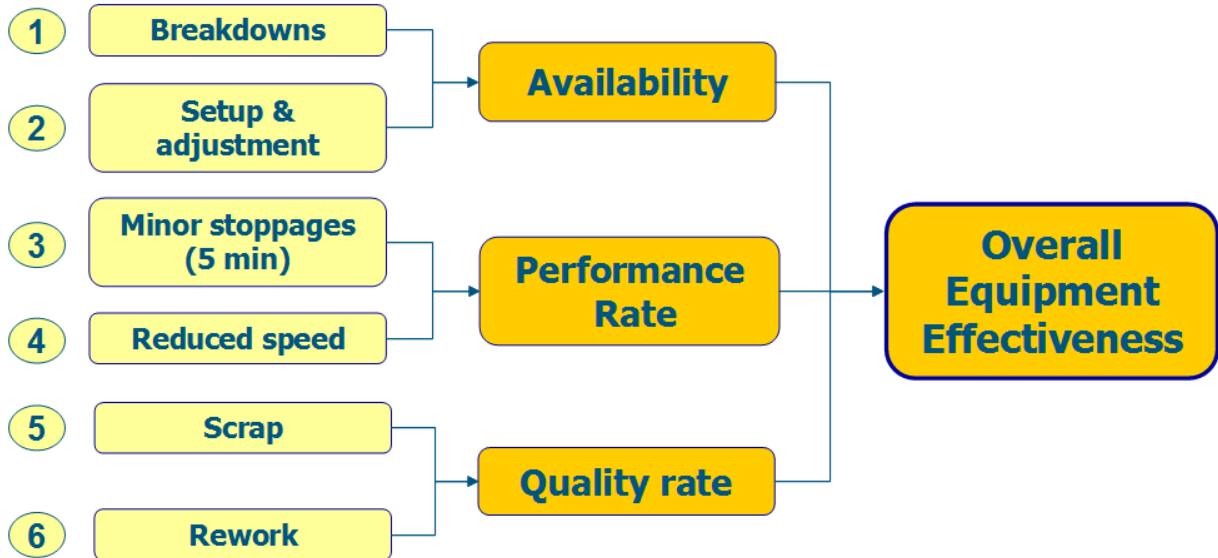 1
Breakdowns
2
Setup &
adjustment
Availability
3
Minor stoppages
(5 min)
4
Reduced speed
Performance
Rate
5
Scrap
6
Rework
Quality rate
Overall
Equipment
Effectiveness